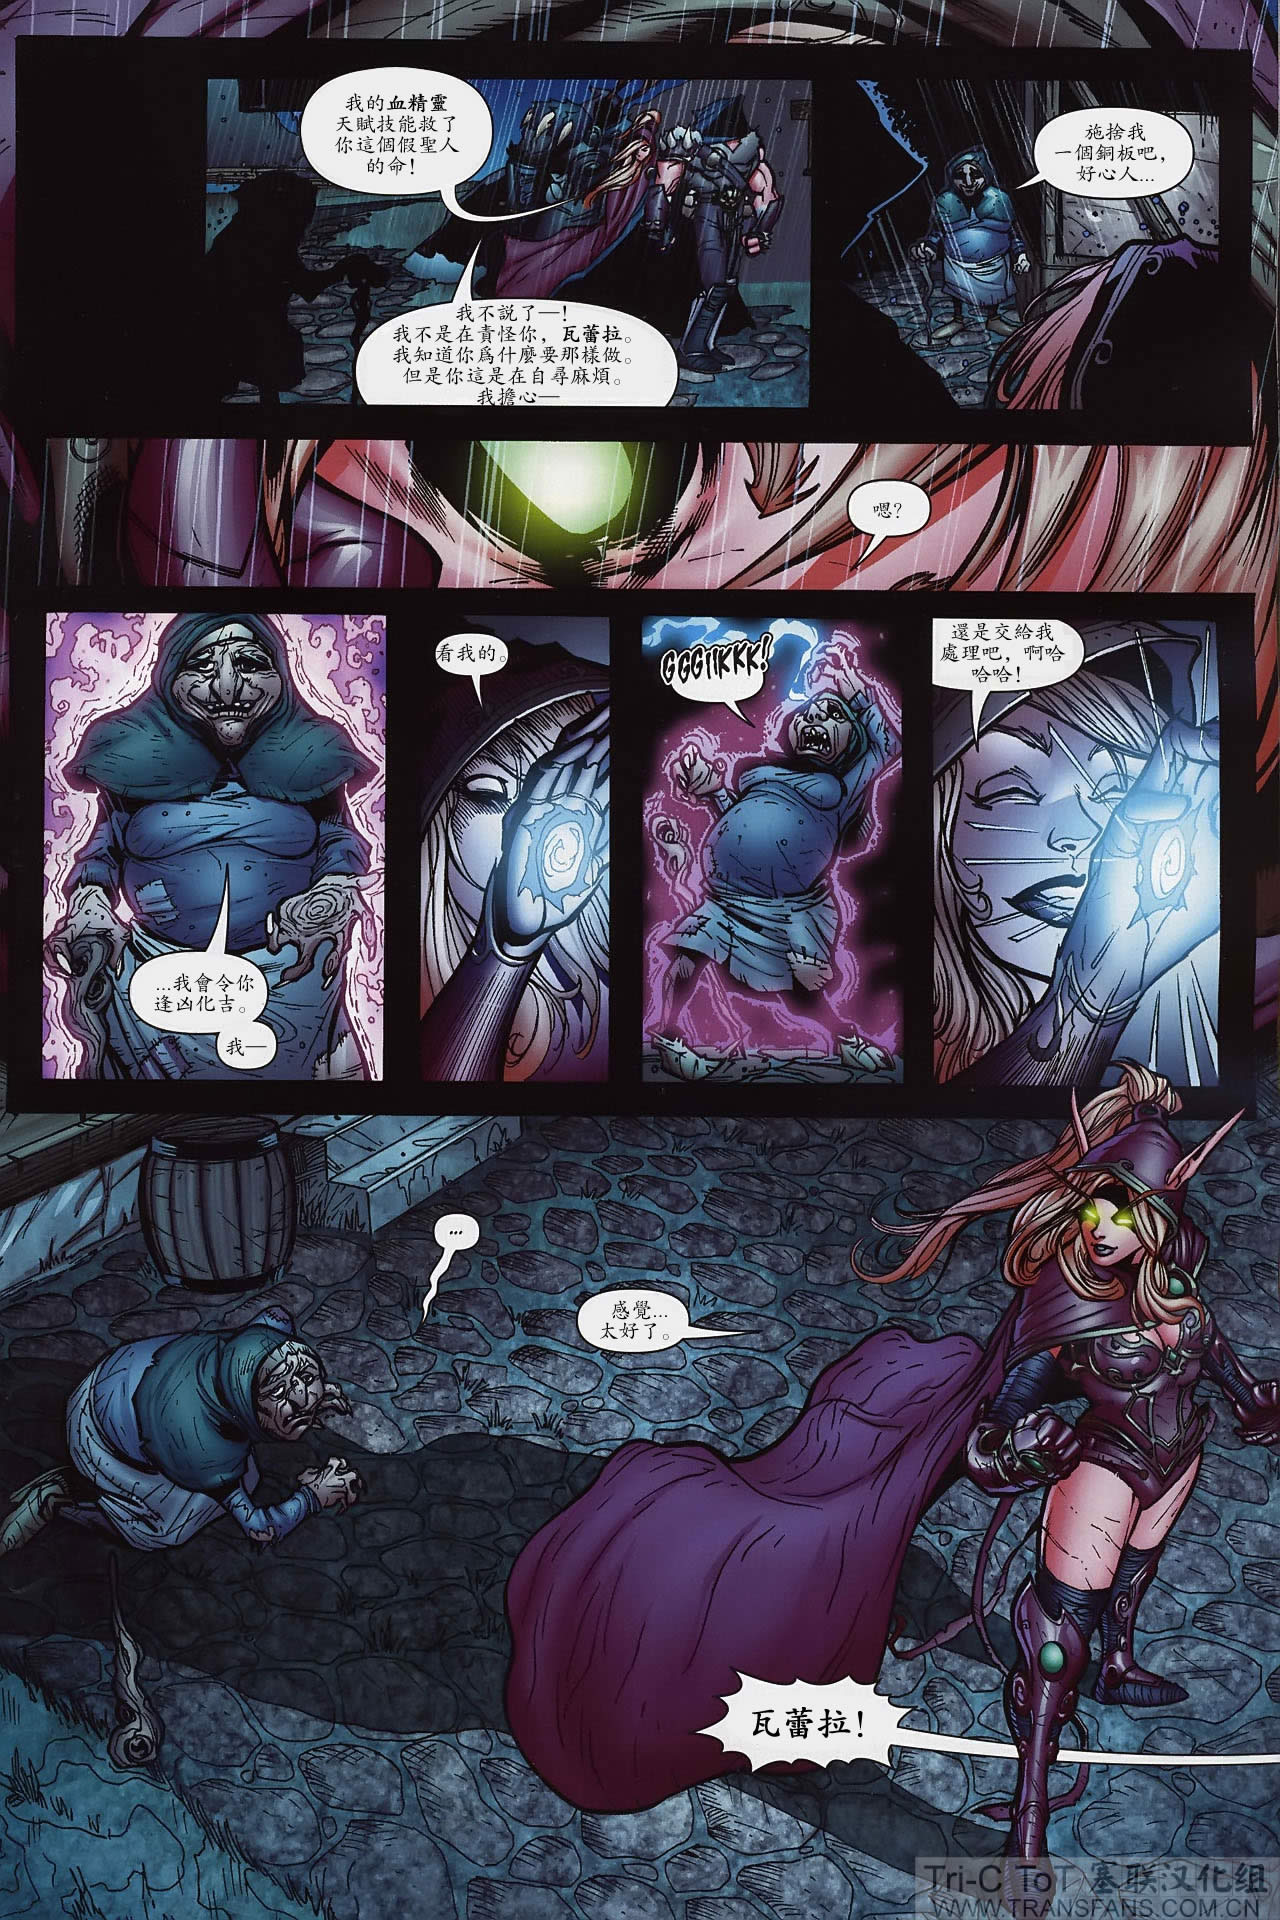 我的血精靈
天賦技能救了
你這個假聖人
的命!
我不說了—!
我不是在責怪你，瓦蕾拉。
我知道你爲什麼要那樣做。
但是你這是在自尋麻煩。
我擔心—
施捨我
一個銅板吧，
好心人...
嗯?
...我會令你
逢凶化吉。
我—
看我的。
GGGIIKKK!
還是交給我
處理吧，啊哈
哈哈!
...
感覺...
太好了。
瓦蕾拉!
Tri-C ToT 塞联汉化组
WWW.TRANSFANS.COM.CN